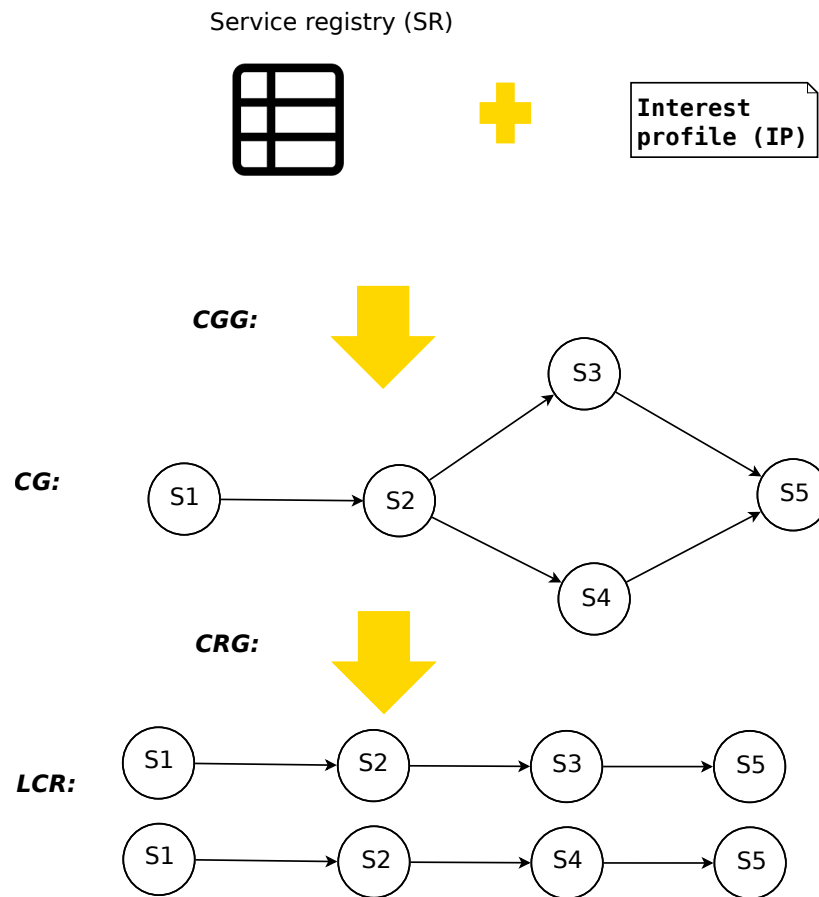 Service registry (SR)
Interest
profile (IP)
CGG:
S3
CG:
S1
S2
S5
S4
CRG:
LCR:
S1
S2
S3
S5
S1
S2
S4
S5